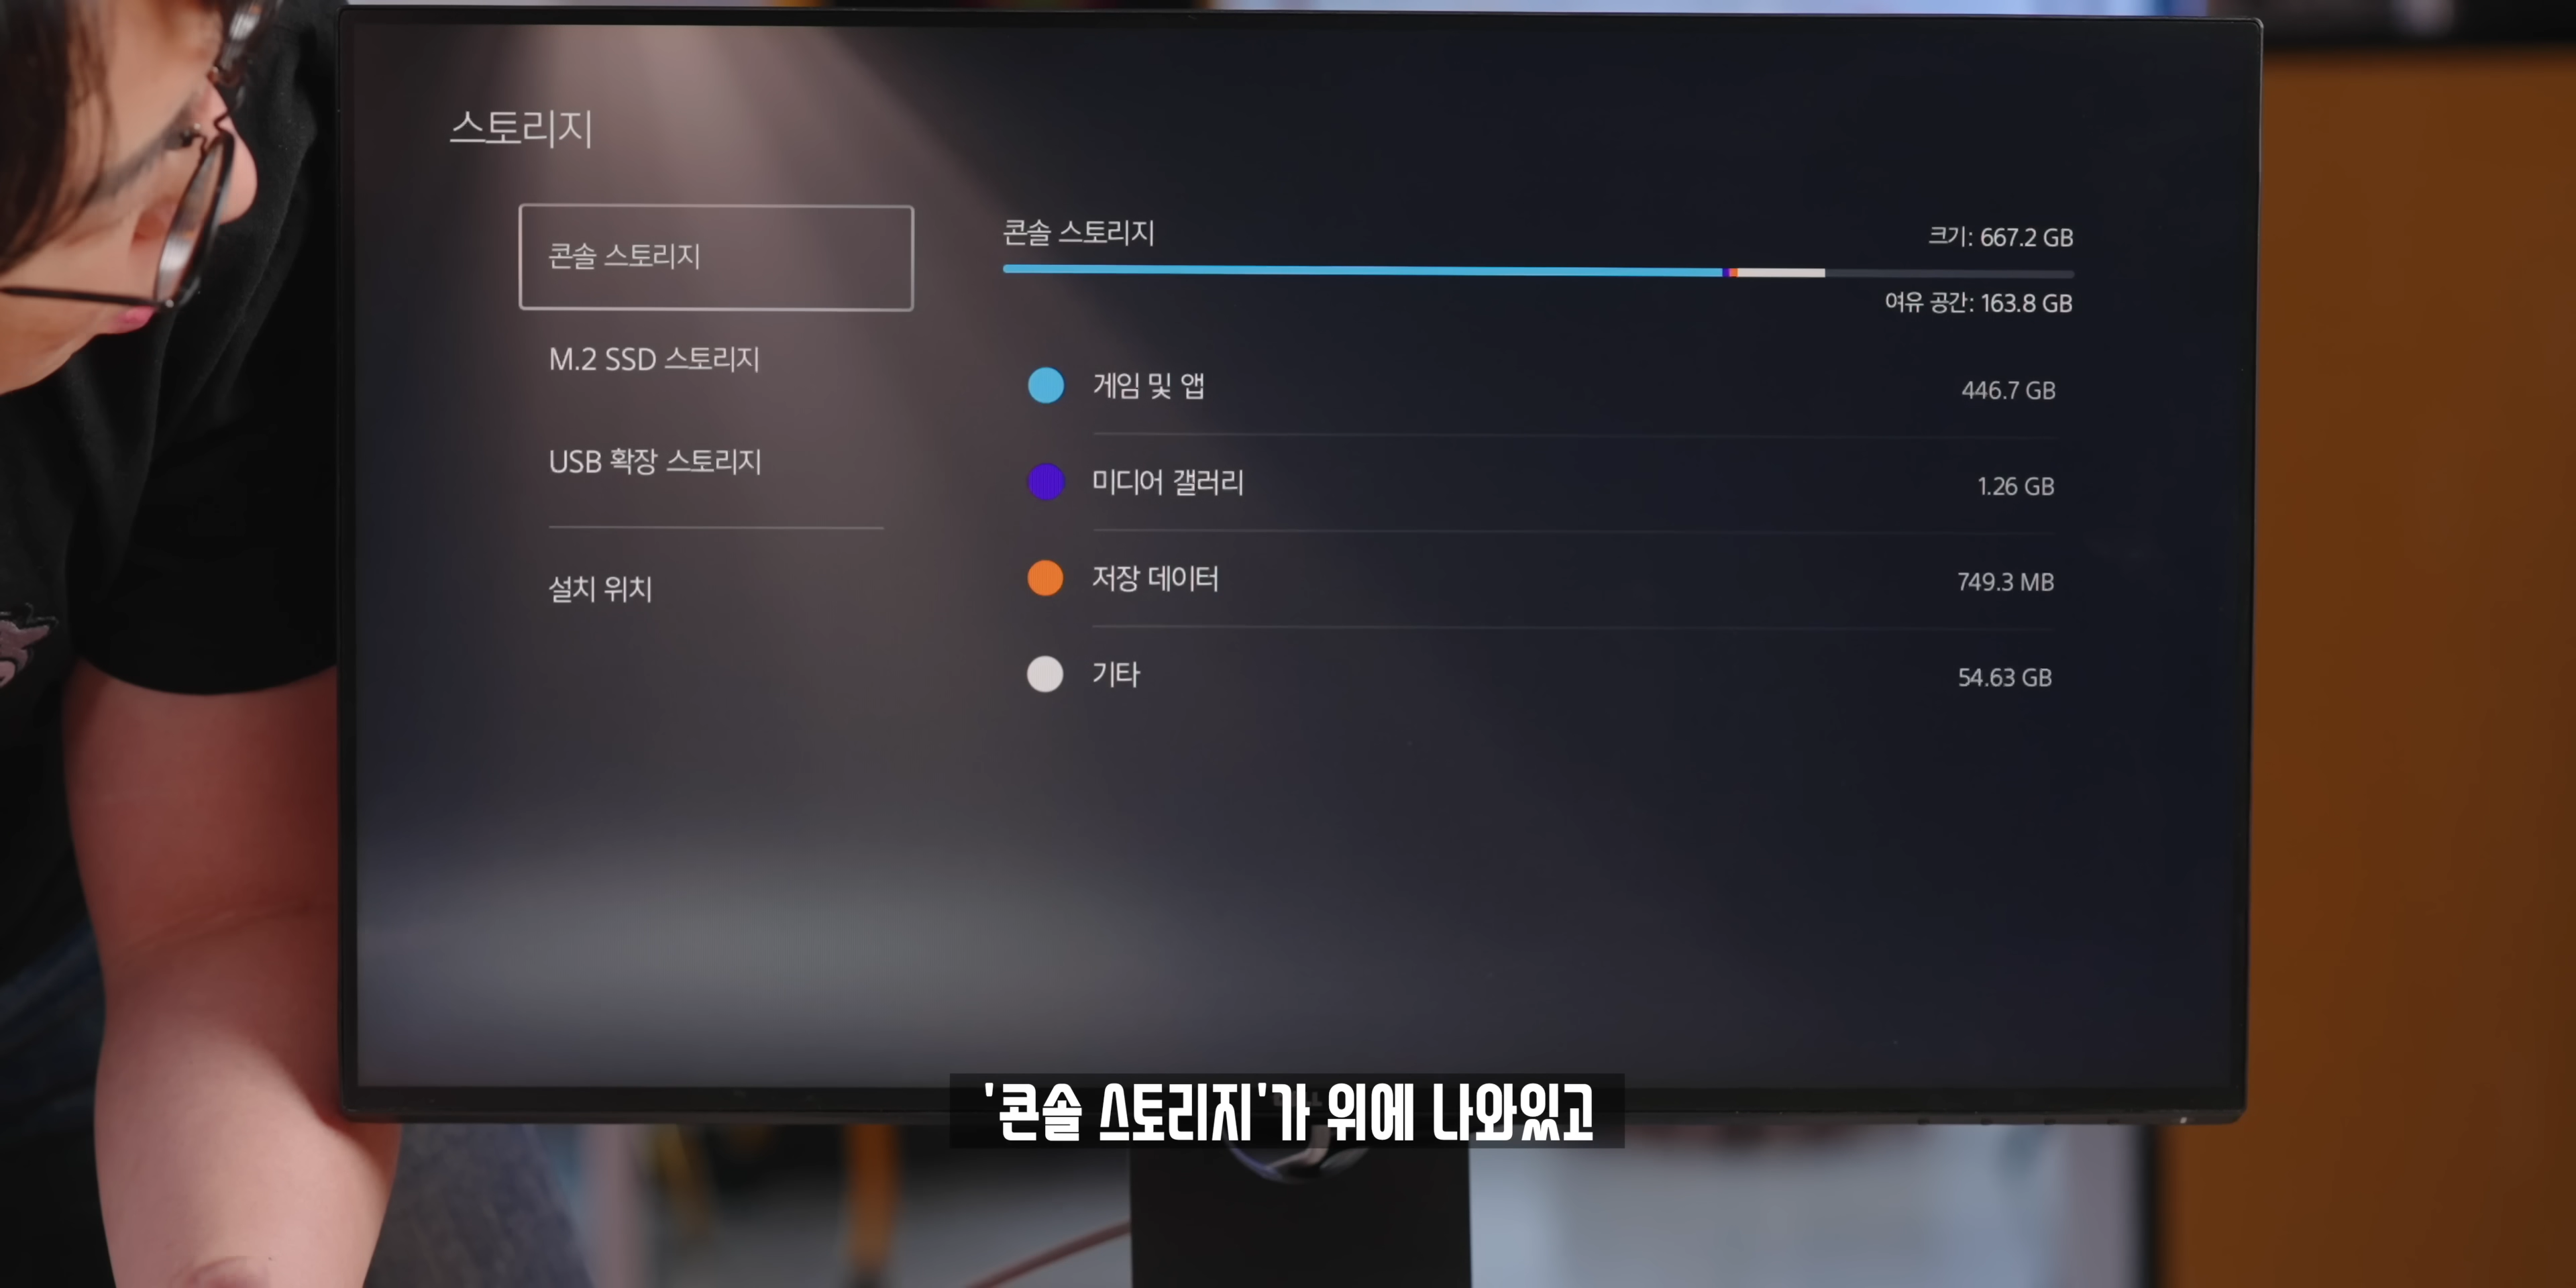 스토리지
콘솔 스토리지
M.2 SSD 스토리지
USB 확장 스토리지
설치 위치
콘솔 스토리지
크기: 667.2 GB
여유 공간: 163.8 GB
게임 및 앱 446.7 GB
미디어 갤러리 1.26 GB
저장 데이터 749.3 MB
기타 54.63 GB
'콘솔 스토리지'가 위에 나와있고